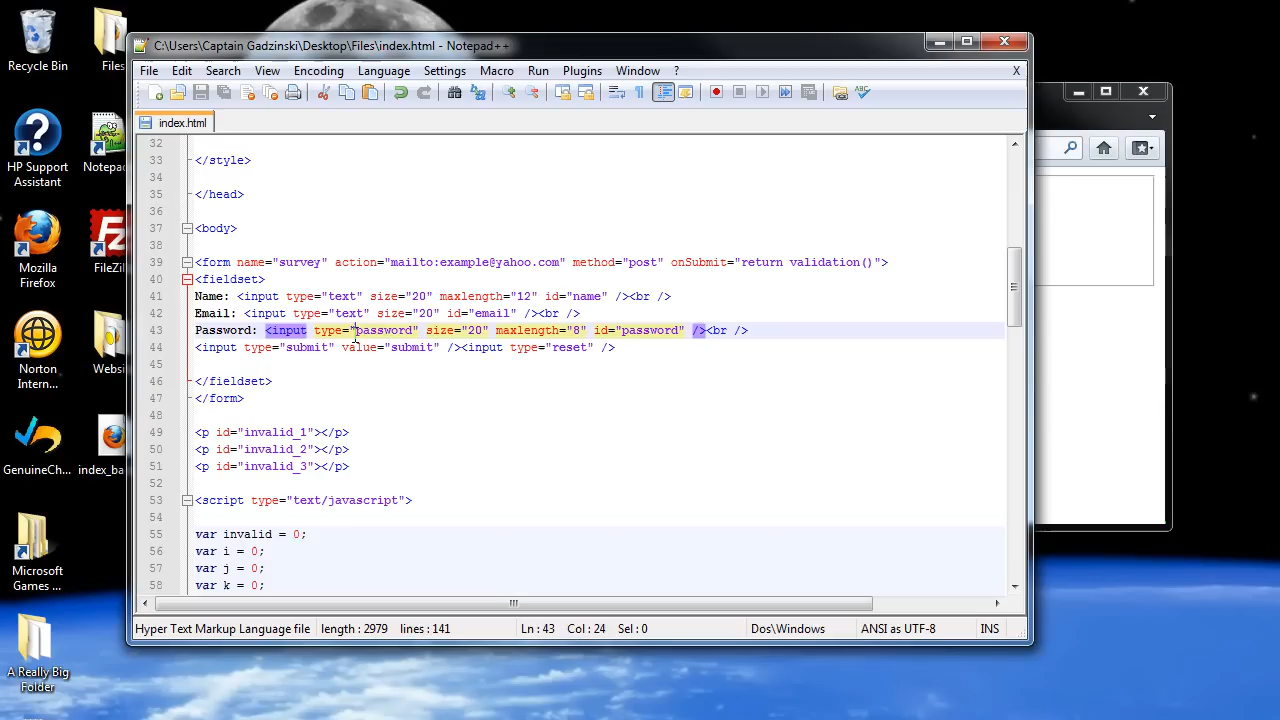 Recycle Bin
Files
HP Support
Assistant
Notepad
Mozilla
Firefox
FileZil
Norton
Intern...
Websi
GenuineCh...
index_ba
Microsoft
Games ...
A Really Big
Folder
C:\Users\Captain Gadzinski\Desktop\Files\index.html - Notepad++
File Edit Search View Encoding Language Settings Macro Run Plugins Window ? X
index.html
32
33 </style>
34
35 </head>
36
37 <body>
38
39 <form name="survey" action="mailto:example@yahoo.com" method="post" onSubmit="return validation()">
40 <fieldset>
41 Name: <input type="text" size="20" maxlength="12" id="name" /><br />
42 Email: <input type="text" size="20" id="email" /><br />
43 Password: <input type="password" size="20" maxlength="8" id="password" /><br />
44 <input type="submit" value="submit" /><input type="reset" />
45
46 </fieldset>
47 </form>
48
49 <p id="invalid_1"></p>
50 <p id="invalid_2"></p>
51 <p id="invalid_3"></p>
52
53 <script type="text/javascript">
54
55 var invalid = 0;
56 var i = 0;
57 var j = 0;
58 var k = 0;
Hyper Text Markup Language file length : 2979 lines : 141 Ln : 43 Col : 24 Sel : 0 Dos\Windows ANSI as UTF-8 INS